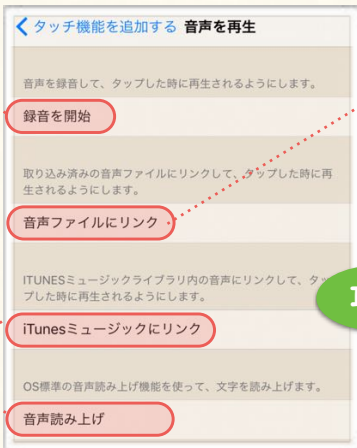 タッチ機能を追加する 音声を再生
音声を録音して、タップした時に再生されるようにします。
録音を開始
取り込み済みの音声ファイルにリンクして、タップした時に再
生されるようにします。
音声ファイルにリンク
ITUNESミュージックライブラリ内の音声にリンクして、タッ
プした時に再生されるようにします。
iTunesミュージックにリンク
OS標準の音声読み上げ機能を使って、文字を読み上げます。
音声読み上げ